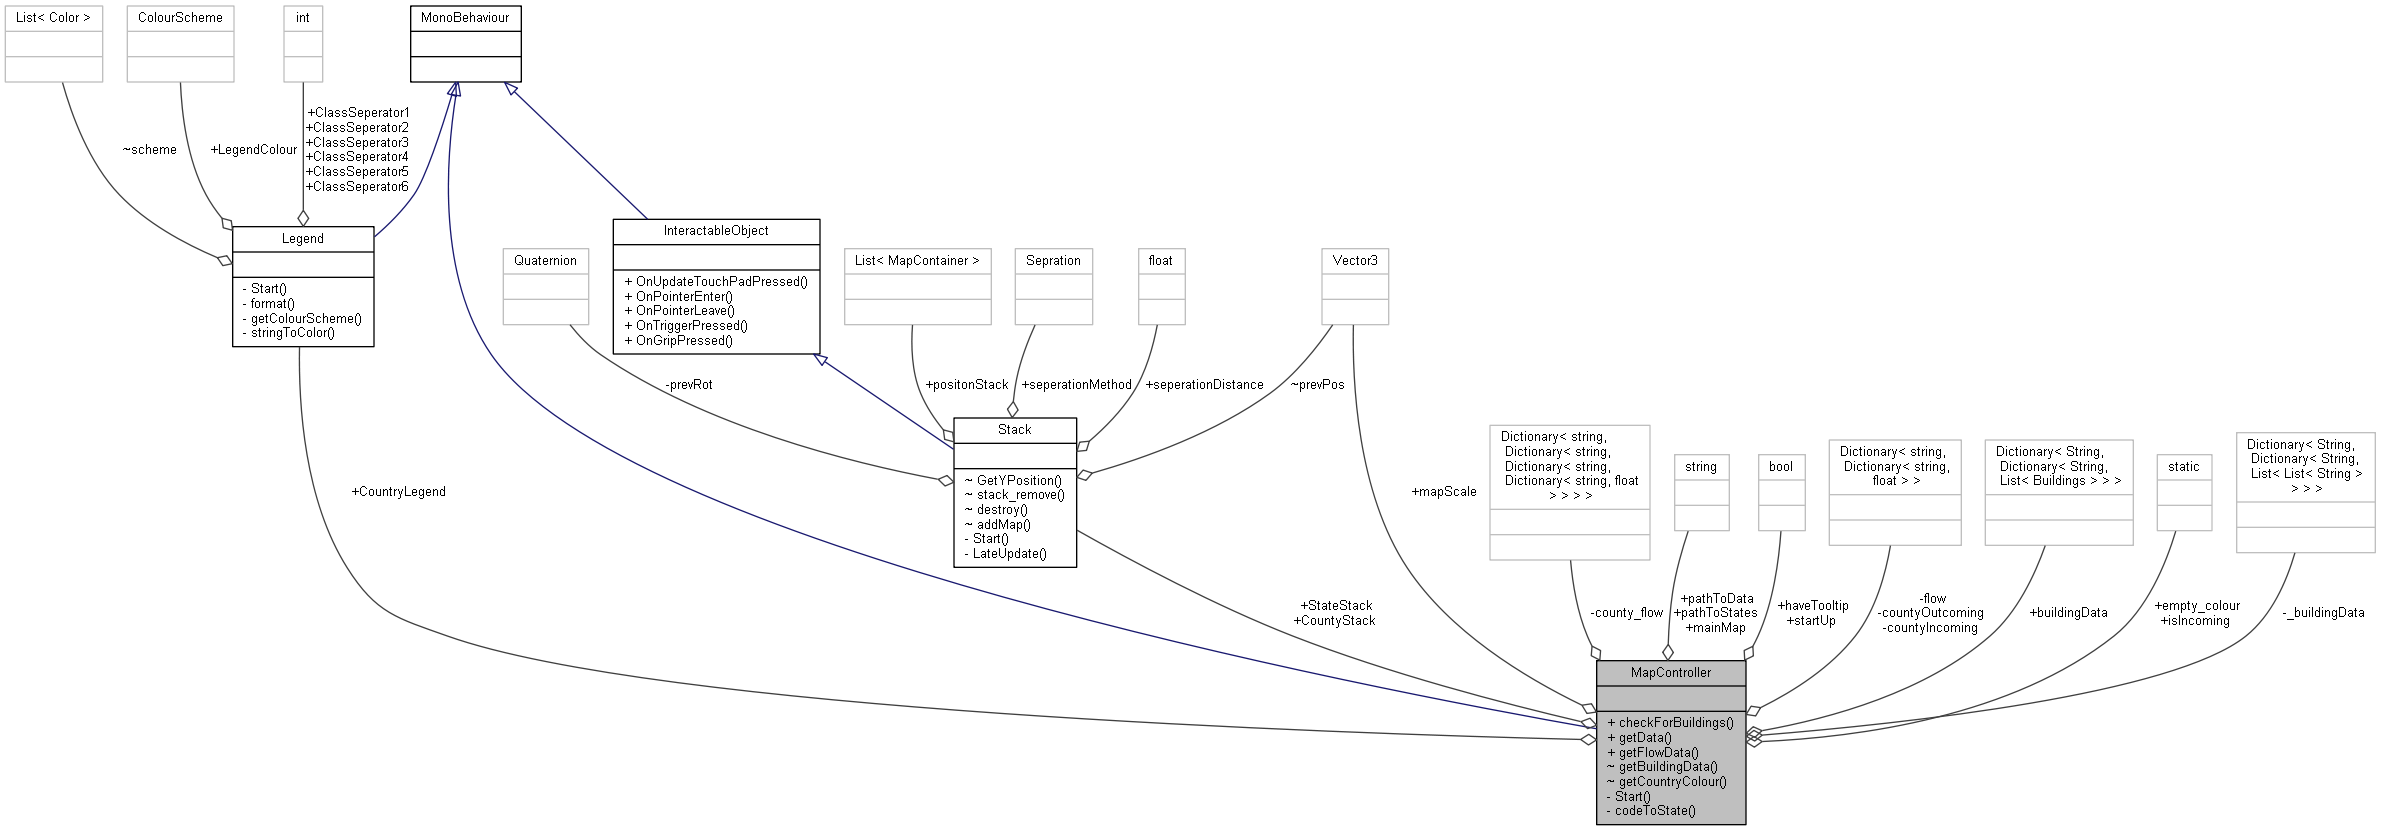 List< Color >
ColourScheme
int
MonoBehaviour
+ClassSeperator1
+ClassSeperator2
+ClassSeperator3
+ClassSeperator4
+ClassSeperator5
+ClassSeperator6
~scheme
+LegendColour
Legend
- Start()
- format()
- getColourScheme()
- stringToColor()
InteractableObject
+ OnUpdateTouchPadPressed()
+ OnPointerEnter()
+ OnPointerLeave()
+ OnTriggerPressed()
+ OnGripPressed()
Quaternion
List< MapContainer >
Sepration
float
Vector3
-prevRot
+positonStack
+seperationMethod
+seperationDistance
~prevPos
Stack
~ GetYPosition()
~ stack_remove()
~ destroy()
~ addMap()
- Start()
- LateUpdate()
+CountryLegend
+mapScale
Dictionary< string,
Dictionary< string,
Dictionary< string,
Dictionary< string, float
> > > >
string
bool
Dictionary< string,
Dictionary< string,
float > >
Dictionary< String,
Dictionary< String,
List< Buildings > > >
static
Dictionary< String,
Dictionary< String,
List< List< String >
> > >
+StateStack
+CountyStack
-county_flow
+pathToData
+pathToStates
+mainMap
+haveTooltip
+startUp
-flow
-countyOutcoming
-countyIncoming
+buildingData
+empty_colour
+isIncoming
-_buildingData
MapController
+ checkForBuildings()
+ getData()
+ getFlowData()
~ getBuildingData()
~ getCountryColour()
- Start()
- codeToState()